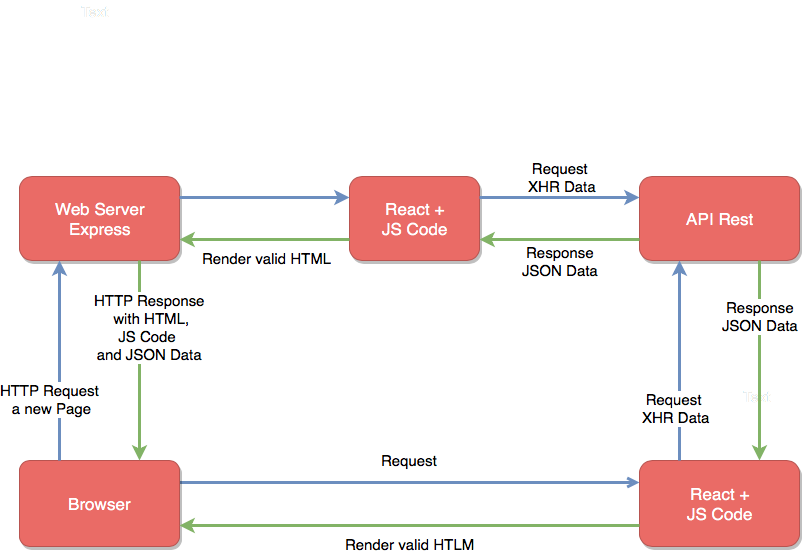 Text
Request
XHR Data
Web Server
Express
React +
JS Code
API Rest
Render valid HTML
Response
JSON Data
HTTP Response
with HTML,
JS Code
and JSON Data
Response
JSON Data
HTTP Request
a new Page
Text
Request
XHR Data
Request
Browser
React +
JS Code
Render valid HTLM